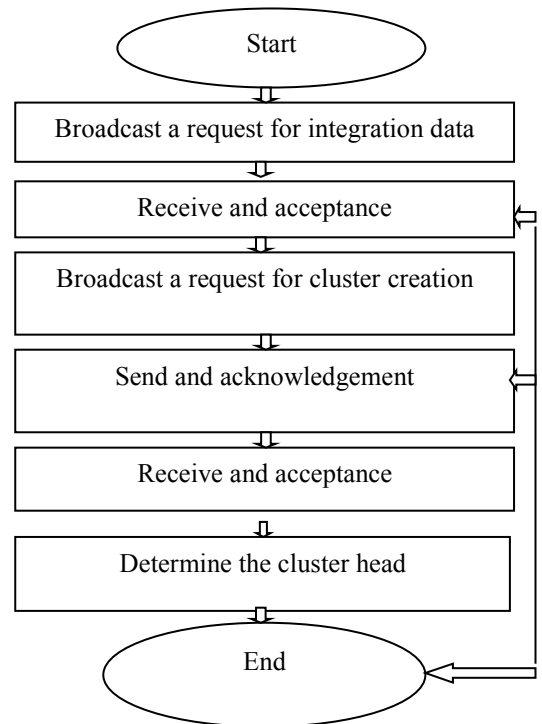 Start
Broadcast a request for integration data
Receive and acceptance
Broadcast a request for cluster creation
Send and acknowledgement
Receive and acceptance
Determine the cluster head
End